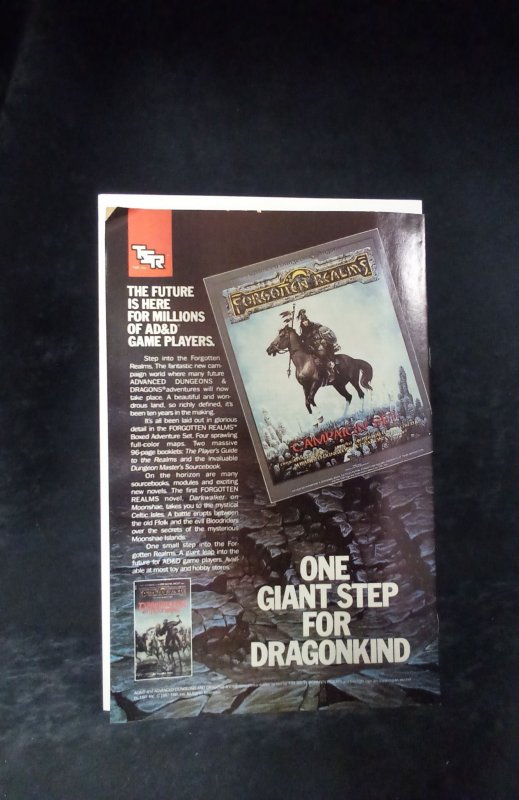 TSR
THE FUTURE
IS HERE
FOR MILLIONS
OF AD&D®
GAME PLAYERS.
Step into the Forgotten
Realms. The fantastic new cam-
paign world where many future
ADVANCED DUNGEONS &
DRAGONS® adventures will now
take place. A beautiful and won-
drous land, so richly defined, it's
been ten years in the making.
It's all been laid out in glorious
detail in the FORGOTTEN REALMS™
Boxed Adventure Set. Four sprawling
full-color maps. Two massive
96-page booklets: The Player's Guide
to the Realms and the invaluable
Dungeon Master's Sourcebook.
On the horizon are many
sourcebooks, modules and exciting
new novels. The first FORGOTTEN
REALMS novel, Darkwalker on
Moonshae, takes you to the mystical
Celtic Isles. A battle erupts between
the old Ffolk and the evil Bloodriders
over the secrets of the mysterious
Moonshae Islands.
One small step into the For-
gotten Realms. A giant leap into the
future for AD&D game players. Avail-
able at most toy and hobby stores.
FORGOTTEN REALMS
CAMPAIGN SET
ONE
GIANT STEP
FOR
DRAGONKIND